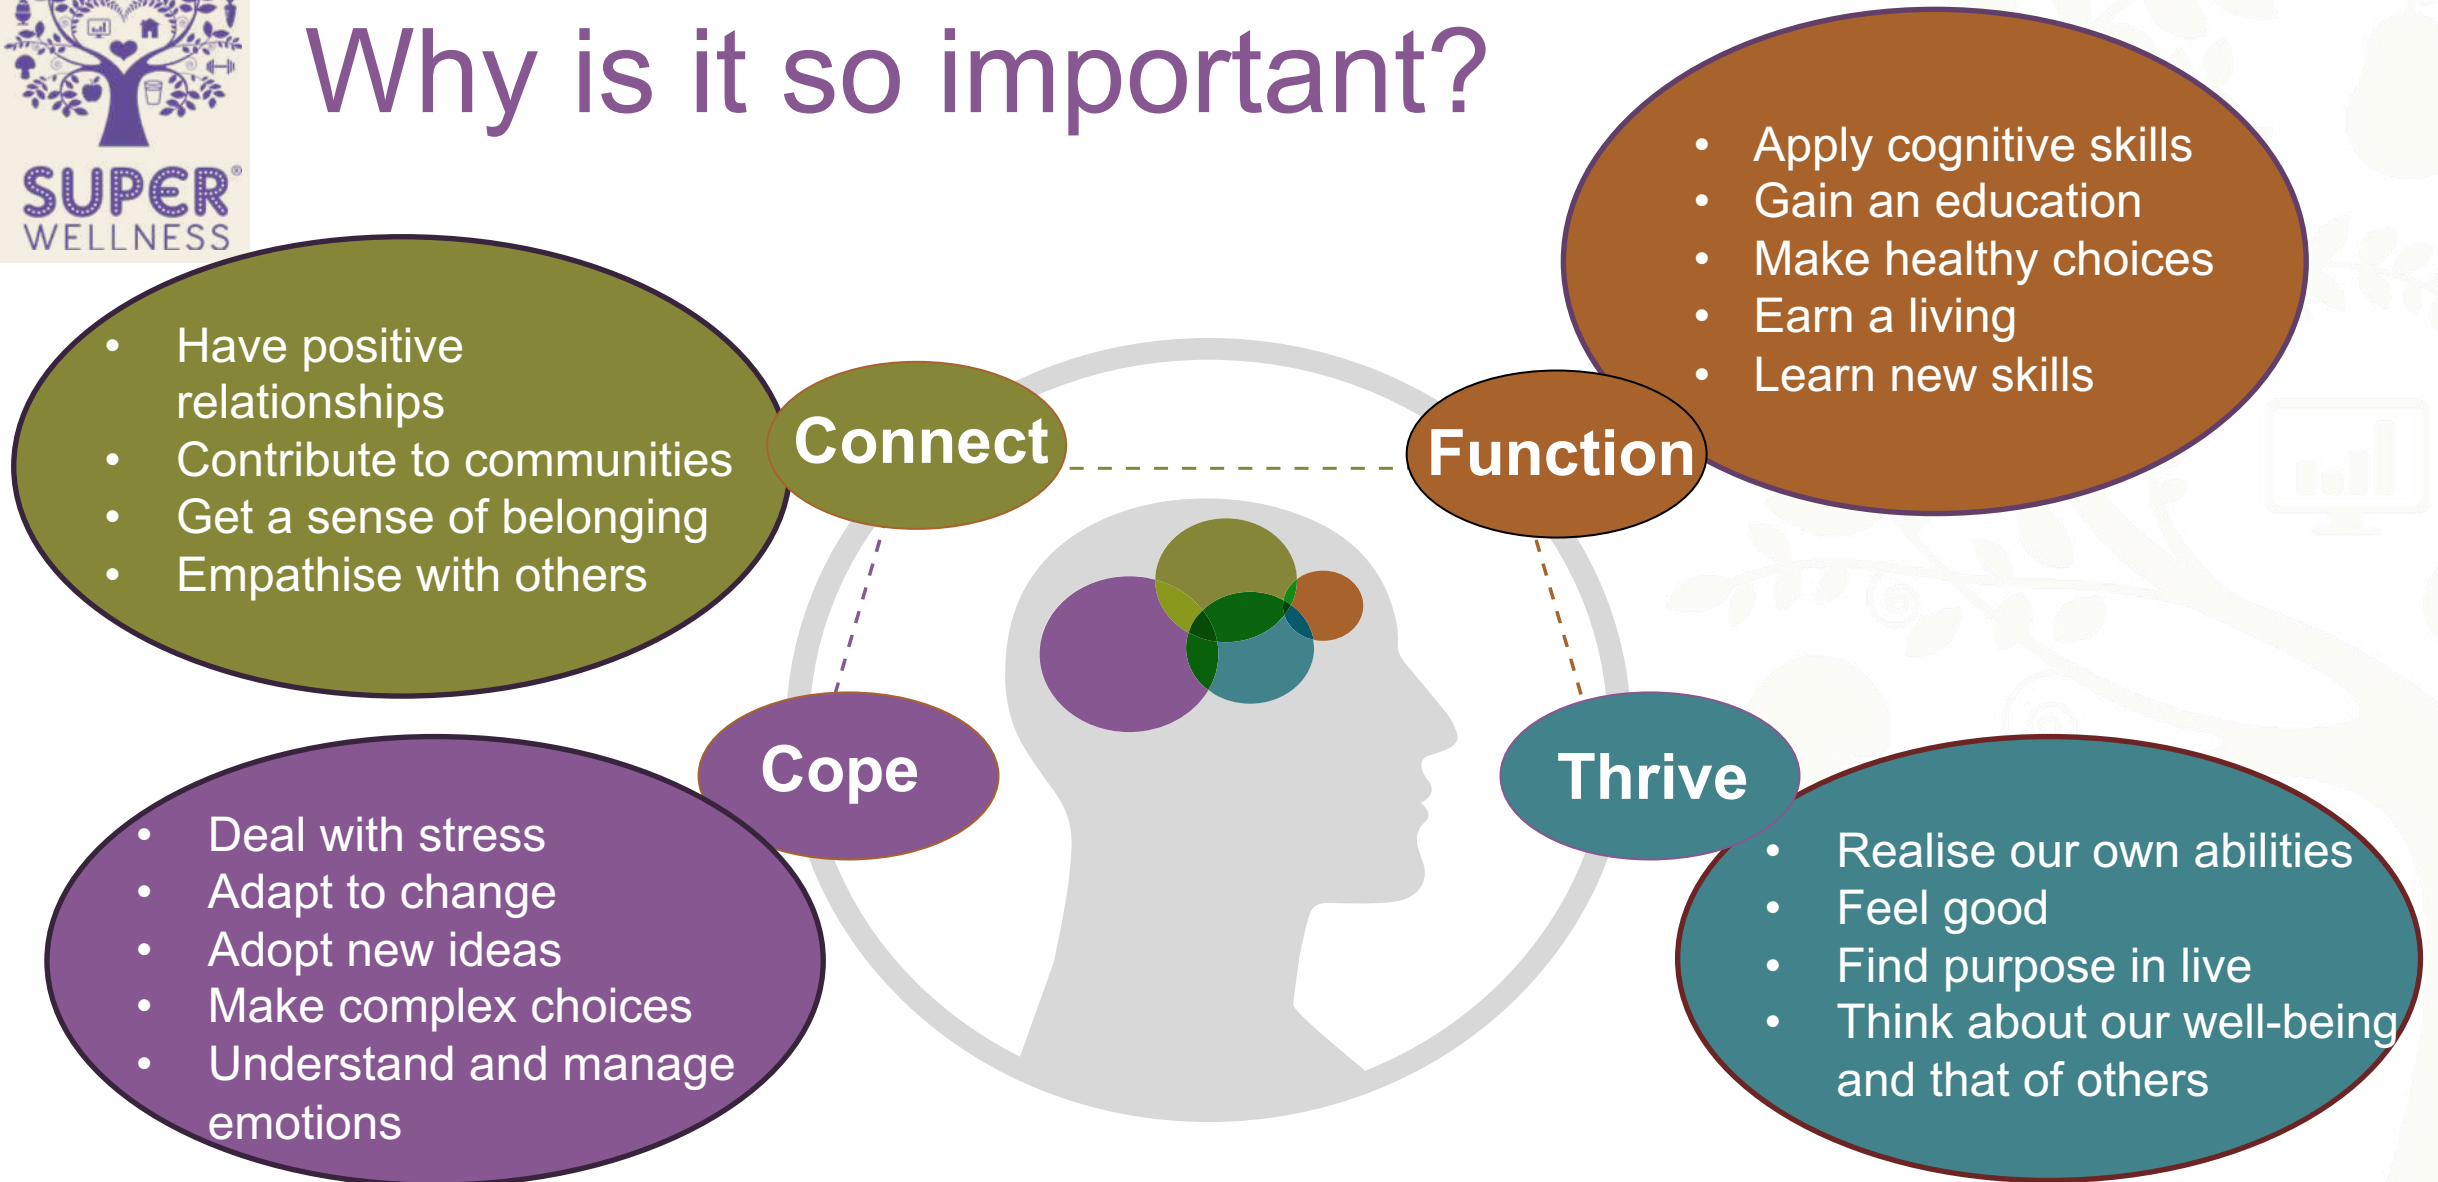 Why is it so important?
SUPER®
WELLNESS
• Have positive
relationships
• Contribute to communities
• Get a sense of belonging
• Empathise with others
Connect
Function
• Apply cognitive skills
• Gain an education
• Make healthy choices
• Earn a living
• Learn new skills
Cope
• Deal with stress
• Adapt to change
• Adopt new ideas
• Make complex choices
• Understand and manage
emotions
Thrive
• Realise our own abilities
• Feel good
• Find purpose in live
• Think about our well-being
and that of others